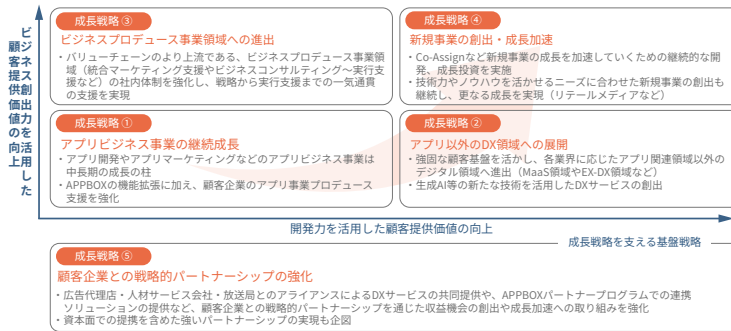 ビジネス創出力を活用した
顧客提供価値の向上
成長戦略③
ビジネスプロデュース事業領域への進出
・バリューチェーンのより上流である、ビジネスプロデュース事業領
域（統合マーケティング支援やビジネスコンサルティング～実行支
援など）の社内体制を強化し、戦略から実行支援までの一気通貫
の支援を実現
成長戦略④
新規事業の創出・成長加速
・Co-Assignなど新規事業の成長を加速していくための継続的な開
発、成長投資を実施
・技術力やノウハウを活かせるニーズに合わせた新規事業の創出も
継続し、更なる成長を実現（リテールメディアなど）
成長戦略①
アプリビジネス事業の継続成長
・アプリ開発やアプリマーケティングなどのアプリビジネス事業は
中長期の成長の柱
・APPBOXの機能拡張に加え、顧客企業のアプリ事業プロデュース
支援を強化
成長戦略②
アプリ以外のDX領域への展開
・強固な顧客基盤を活かし、各業界に応じたアプリ関連領域以外の
デジタル領域へ進出（MaaS領域やEX-DX領域など）
・生成AI等の新たな技術を活用したDXサービスの創出
開発力を活用した顧客提供価値の向上
成長戦略を支える基盤戦略
成長戦略⑤
顧客企業との戦略的パートナーシップの強化
・広告代理店・人材サービス会社・放送局とのアライアンスによるDXサービスの共同提供や、APPBOXパートナープログラムでの連携
ソリューションの提供など、顧客企業との戦略的パートナーシップを通じた収益機会の創出や成長加速への取り組みを強化
・資本面での提携を含めた強いパートナーシップの実現も企図